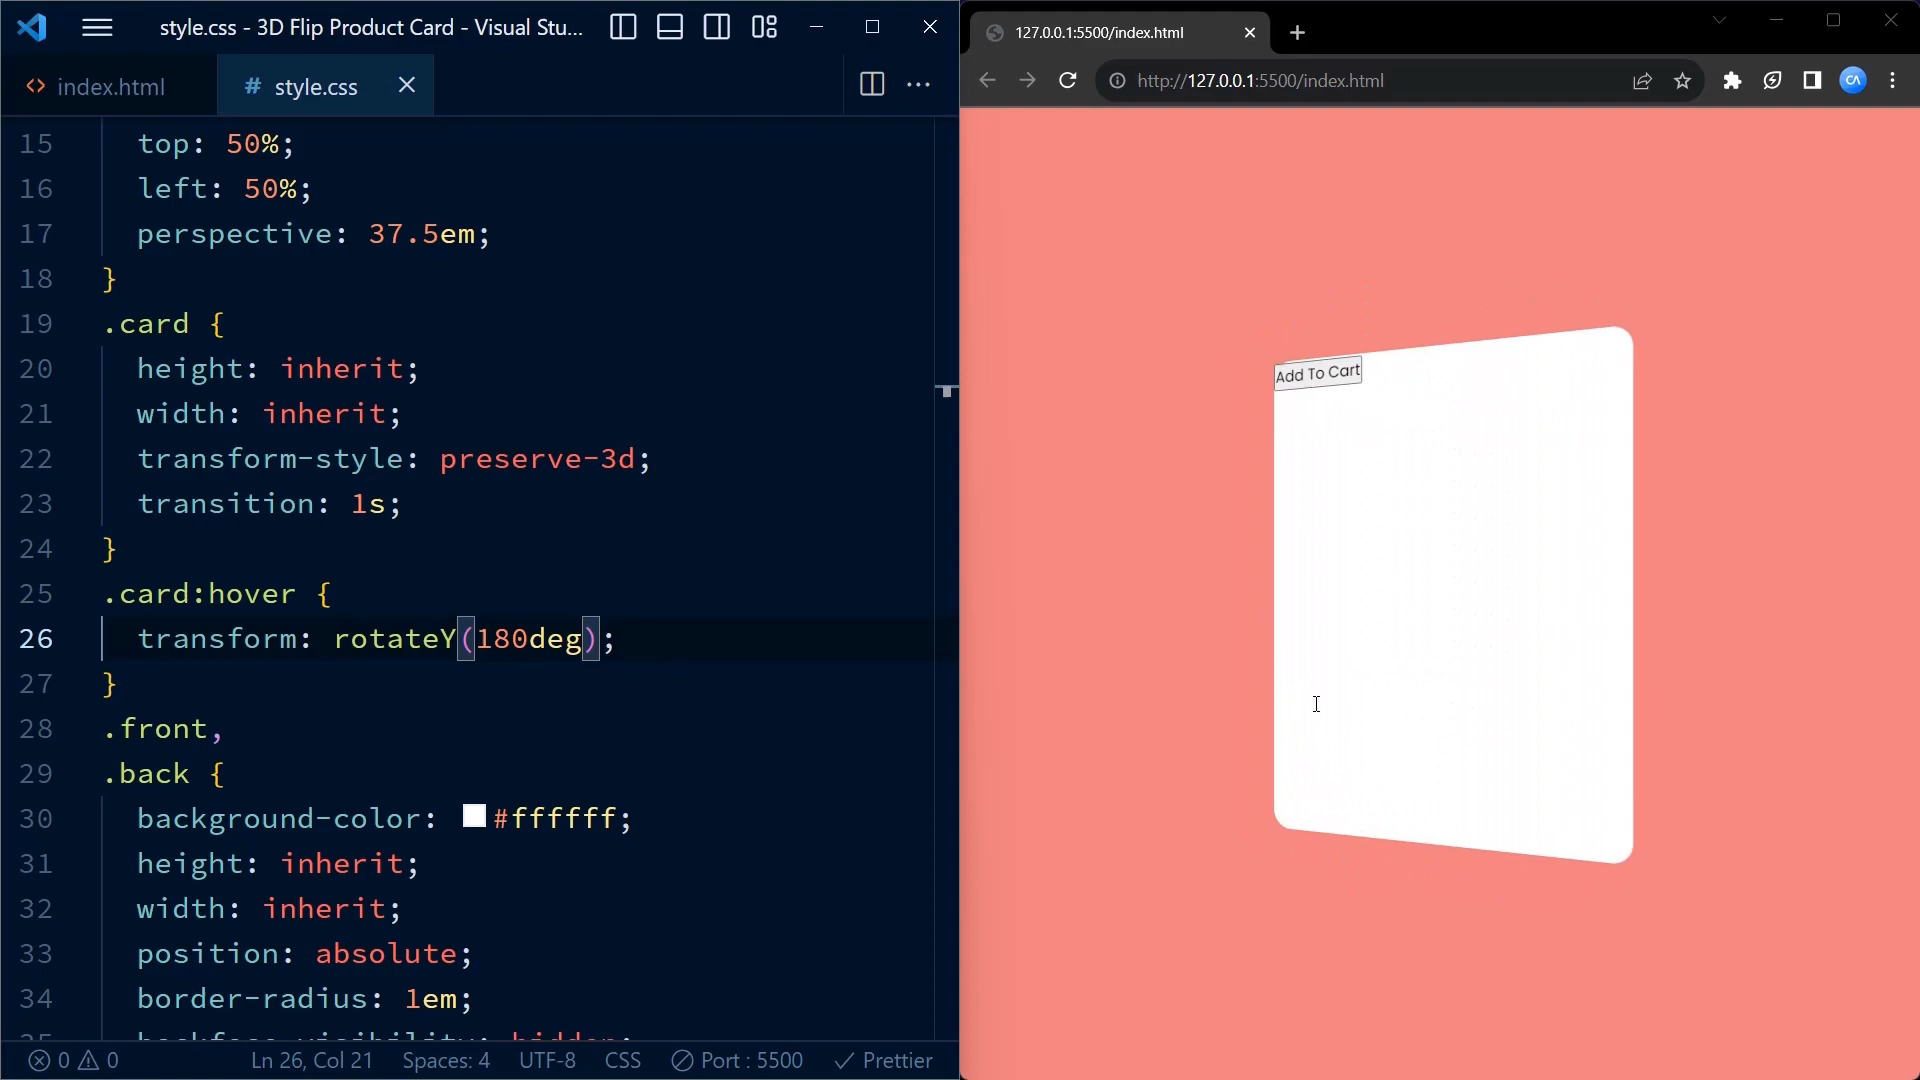 style.css - 3D Flip Product Card - Visual Stu...
index.html
# style.css
15 top: 50%;
16 left: 50%;
17 perspective: 37.5em;
18 }
19 .card {
20 height: inherit;
21 width: inherit;
22 transform-style: preserve-3d;
23 transition: 1s;
24 }
25 .card:hover {
26 transform: rotateY(180deg);
27 }
28 .front,
29 .back {
30 background-color: #ffffff;
31 height: inherit;
32 width: inherit;
33 position: absolute;
34 border-radius: 1em;
35 backface-visibility: hidden;
0 0 Ln 26, Col 21 Spaces: 4 UTF-8 CSS Port : 5500 Prettier
127.0.0.1:5500/index.html
http://127.0.0.1:5500/index.html
CA
Add To Cart